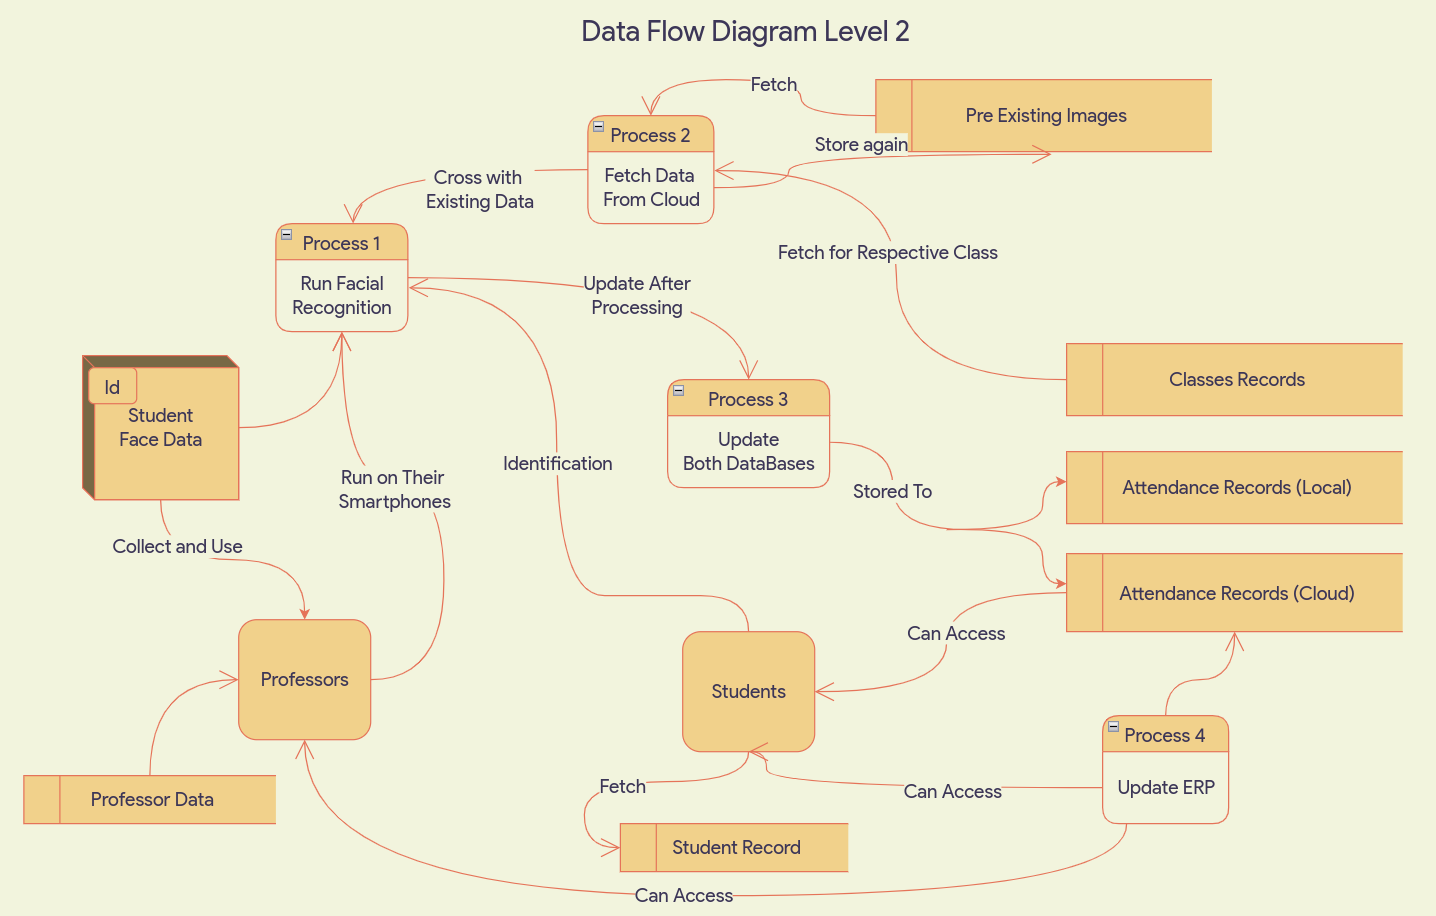 Data Flow Diagram Level 2
Fetch
Pre Existing Images
Process 2
Store again
Fetch Data
From Cloud
Cross with
Existing Data
Process 1
Fetch for Respective Class
Run Facial
Recognition
Update After
Processing
Id
Student
Face Data
Process 3
Classes Records
Update
Both DataBases
Identification
Run on Their
Smartphones
Stored To
Attendance Records (Local)
Collect and Use
Attendance Records (Cloud)
Can Access
Professors
Students
Process 4
Fetch
Can Access
Update ERP
Professor Data
Student Record
Can Access